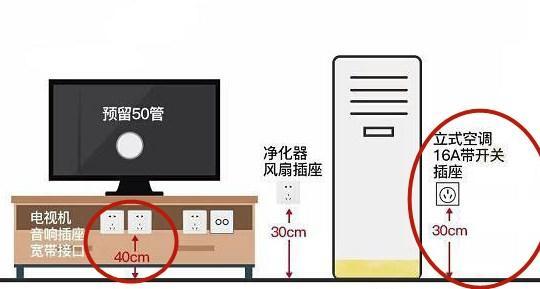 预留50管
净化器
风扇插座
30cm
立式空调
16A带开关
插座
30cm
电视机
音响插座
宽带接口
40cm